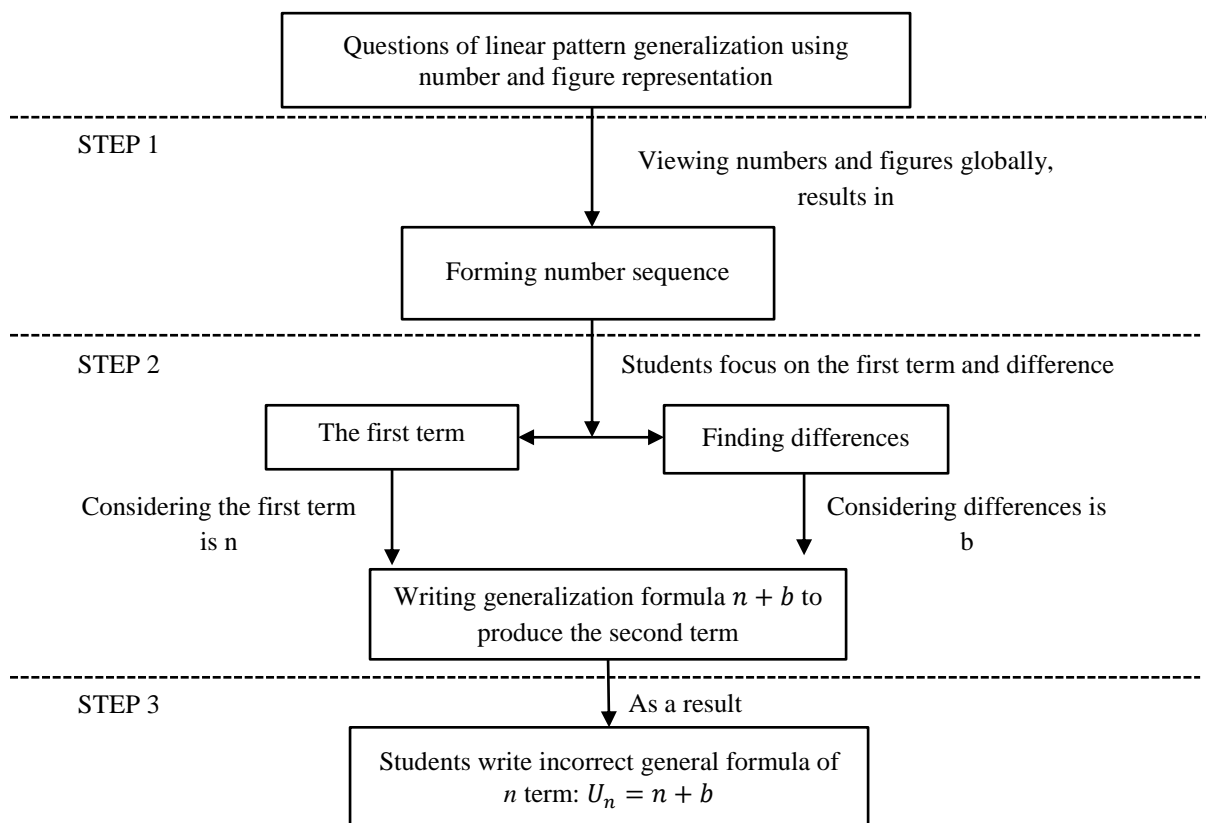 Questions of linear pattern generalization using
number and figure representation
STEP 1
Viewing numbers and figures globally,
results in
Forming number sequence
STEP 2
Students focus on the first term and difference
The first term
Finding differences
Considering the first term
is n
Considering differences is
b
Writing generalization formula 𝑛 + 𝑏 to
produce the second term
STEP 3
As a result
Students write incorrect general formula of
n term: 𝑈𝑛 = 𝑛 + 𝑏